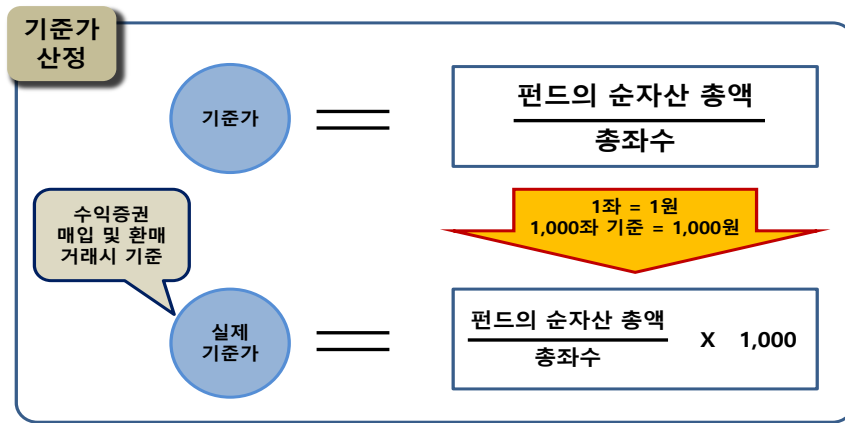 기준가
산정
기준가
펀드의 순자산 총액
총좌수
수익증권
매입 및 환매
거래시 기준
1좌 = 1원
1,000좌 기준 = 1,000원
실제
기준가
펀드의 순자산 총액
총좌수
X 1,000